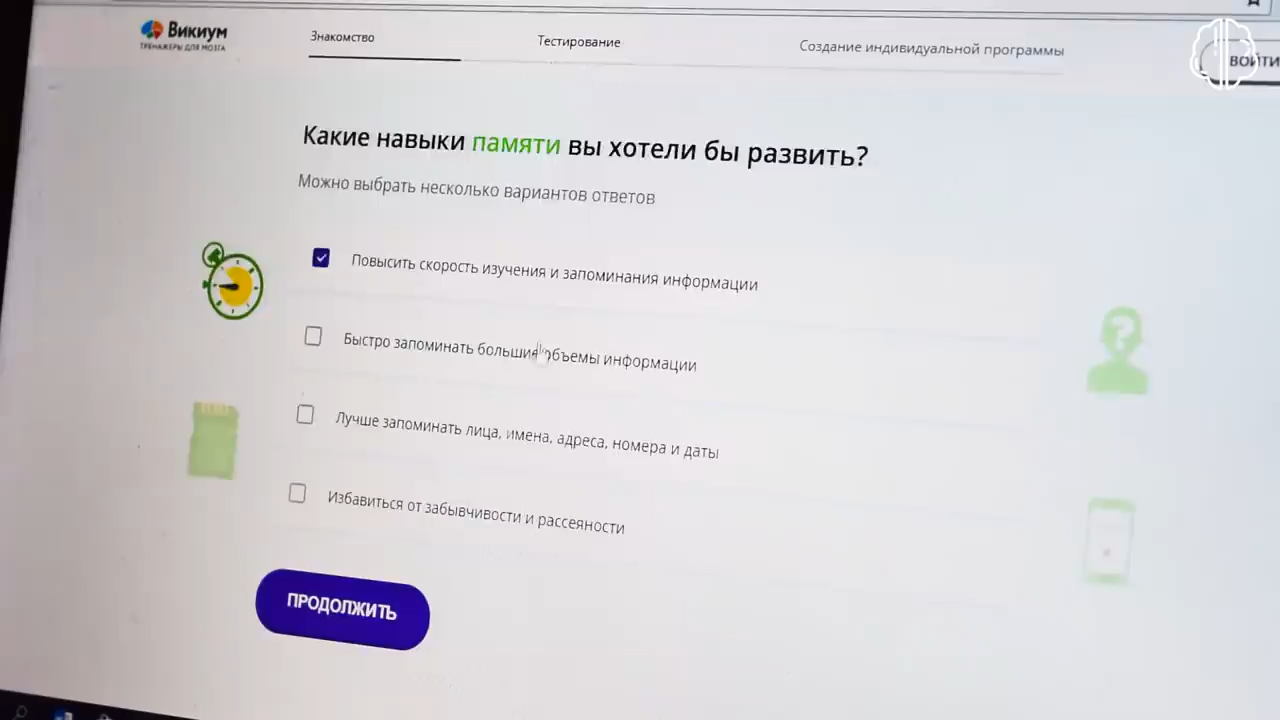 Викиум
ТРЕНАЖЕРЫ ДЛЯ МОЗГА
Знакомство
Тестирование
Создание индивидуальной программы
ВОЙТИ
Какие навыки памяти вы хотели бы развить?
Можно выбрать несколько вариантов ответов
Повысить скорость изучения и запоминания информации
Быстро запоминать большие объемы информации
Лучше запоминать лица, имена, адреса, номера и даты
Избавиться от забывчивости и рассеяности
ПРОДОЛЖИТЬ